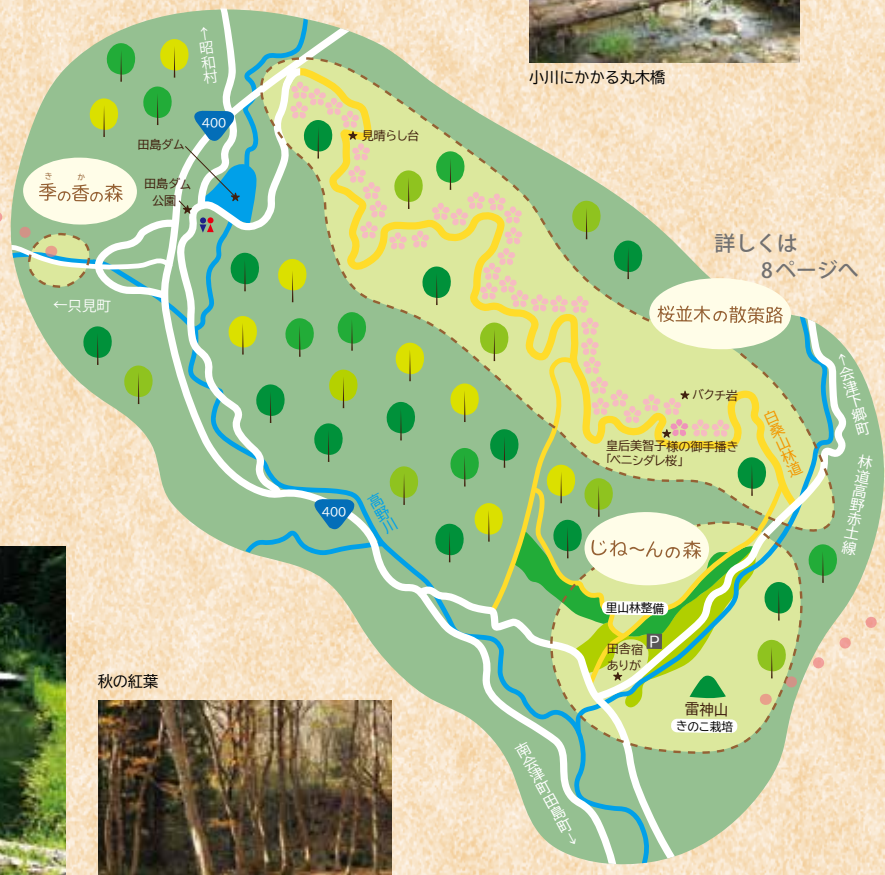 小川にかかる丸木橋
↑昭和村
400
見晴らし台
田島ダム
季の香の森
き か
田島ダム
公園
詳しくは
8ページへ
←只見町
桜並木の散策路
←会津下郷町
バクチ岩
白桑山林道
皇后美智子様の御手播き
「ベニシダレ桜」
林道高野赤土線
400
高野川
じね～んの森
里山林整備
P
田舎宿
ありが
雷神山
きのこ栽培
秋の紅葉
南会津町田島町→